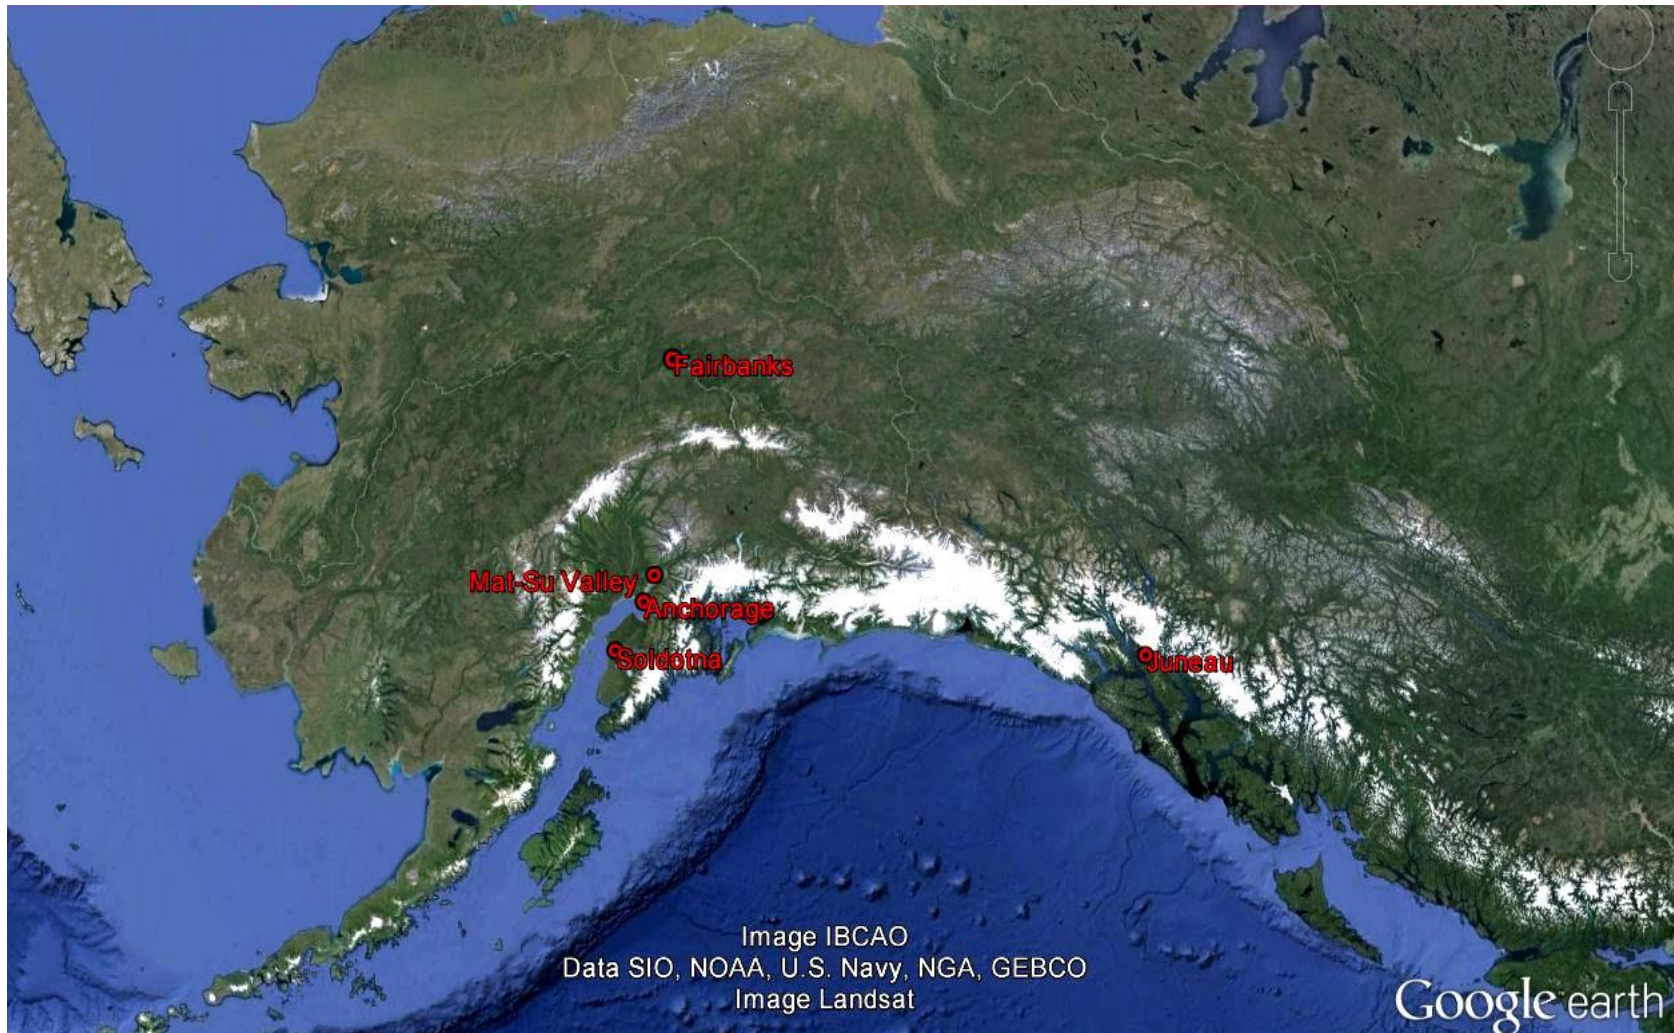 Fairbanks
Mat-Su Valley
Anchorage
Soldotna
Juneau
Image IBCAO
Data SIO, NOAA, U.S. Navy, NGA, GEBCO
Image Landsat
Google earth